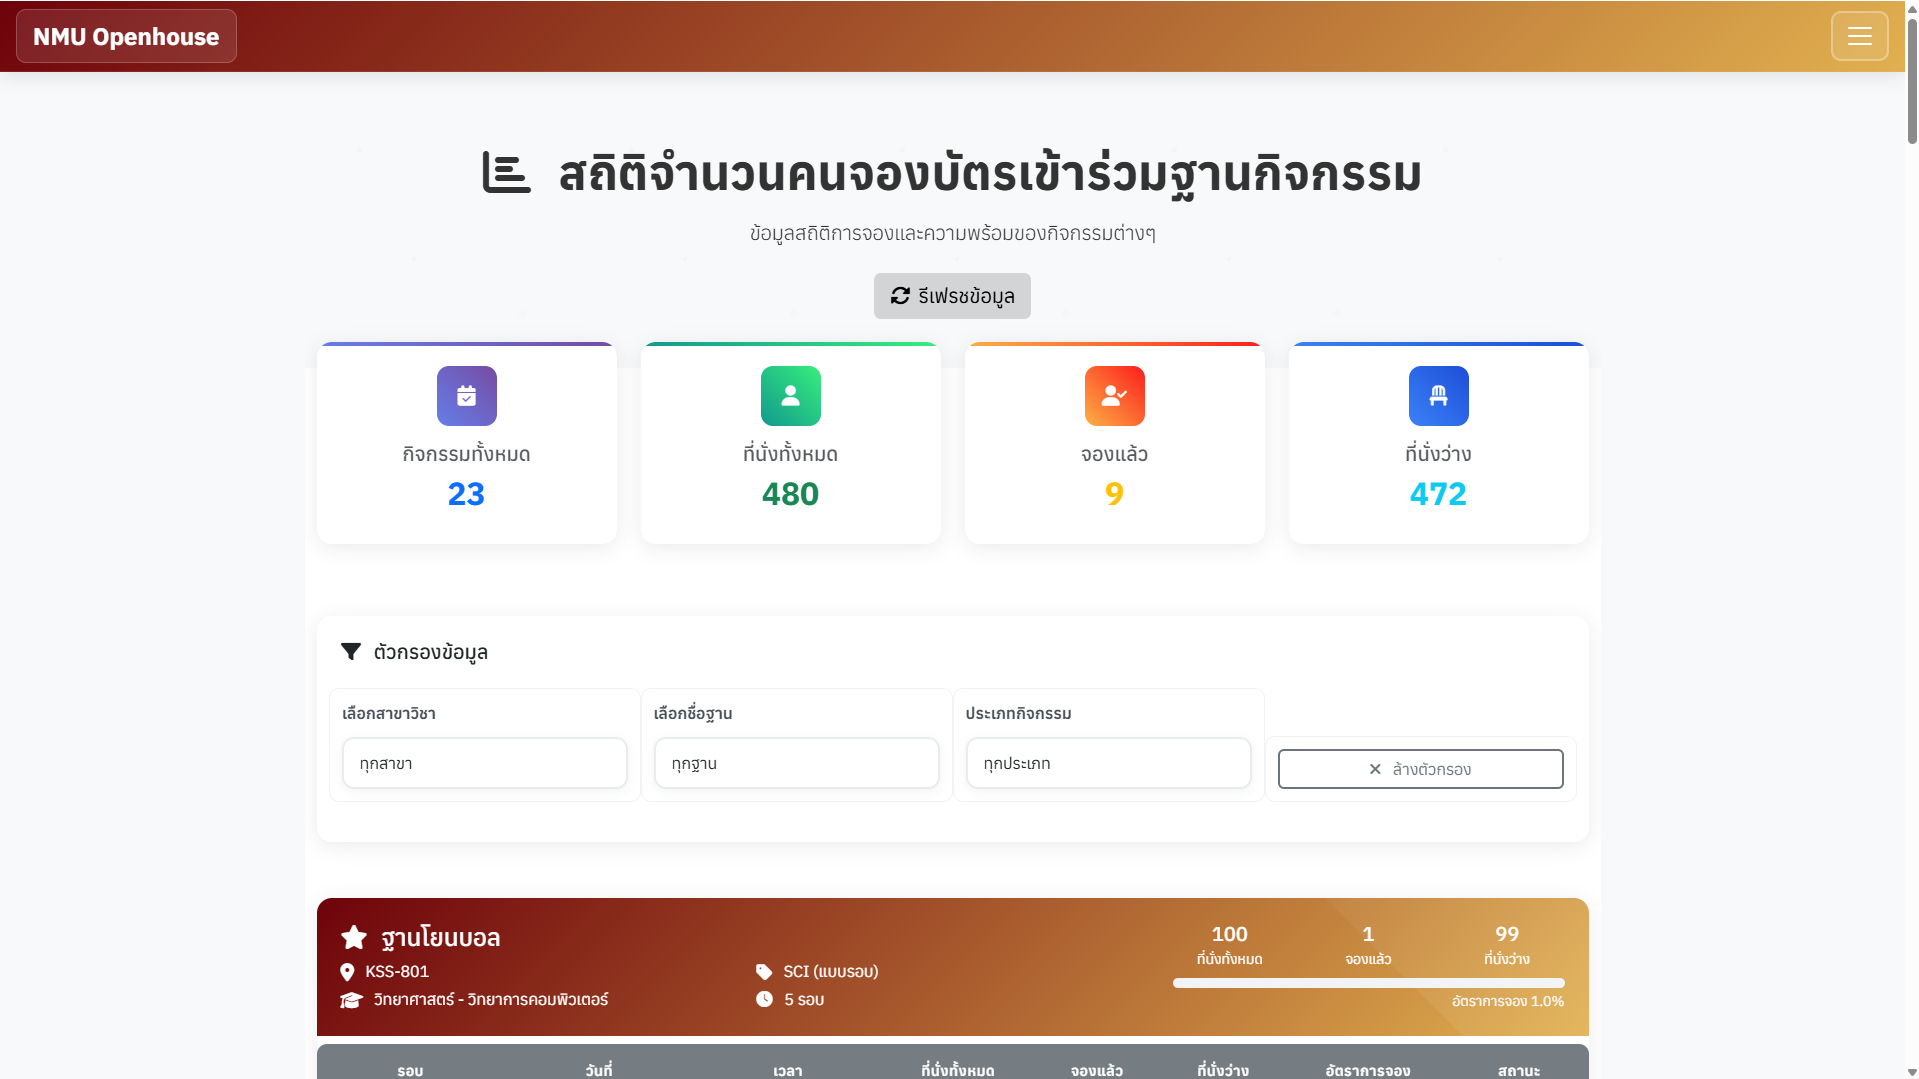 NMU Openhouse
สถิติจำนวนคนจองบัตรเข้าร่วมฐานกิจกรรม
ข้อมูลสถิติการจองและความพร้อมของกิจกรรมต่างๆ
รีเฟรชข้อมูล
กิจกรรมทั้งหมด
23
ที่นั่งทั้งหมด
480
จองแล้ว
9
ที่นั่งว่าง
472
ตัวกรองข้อมูล
เลือกสาขาวิชา
ทุกสาขา
เลือกชื่อฐาน
ทุกฐาน
ประเภทกิจกรรม
ทุกประเภท
ล้างตัวกรอง
ฐานโยนบอล
KSS-801
SCI (แบบรอบ)
วิทยาศาสตร์ - วิทยาการคอมพิวเตอร์
5 รอบ
100
ที่นั่งทั้งหมด
1
จองแล้ว
99
ที่นั่งว่าง
อัตราการจอง 1.0%
รอบ วันที่ เวลา ที่นั่งทั้งหมด จองแล้ว ที่นั่งว่าง อัตราการจอง สถานะ